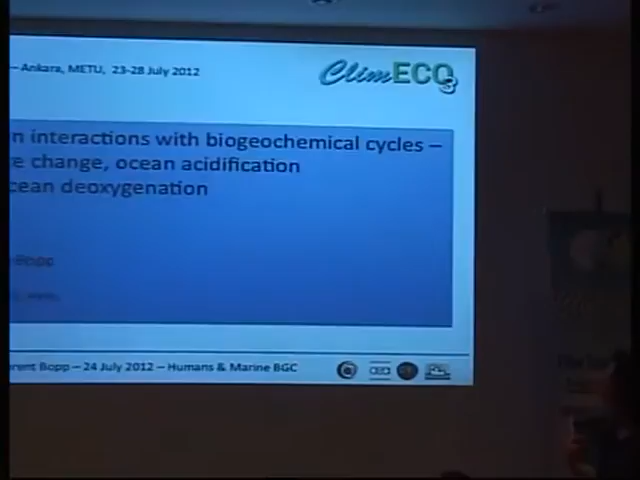 – Ankara, METU, 23-28 July 2012
ClimECO3
n interactions with biogeochemical cycles –
e change, ocean acidification
cean deoxygenation
Bopp
rent Bopp – 24 July 2012 – Humans & Marine BGC